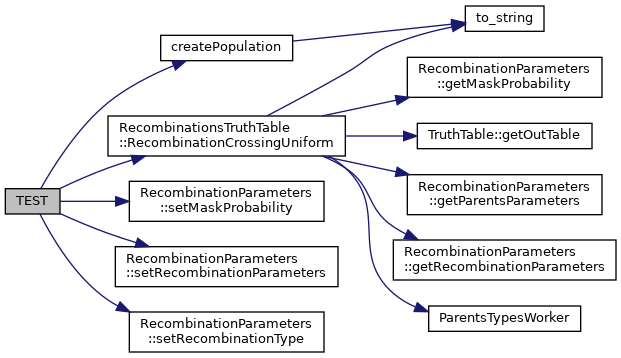 TEST
createPopulation
RecombinationsTruthTable
::RecombinationCrossingUniform
RecombinationParameters
::setMaskProbability
RecombinationParameters
::setRecombinationParameters
RecombinationParameters
::setRecombinationType
to_string
RecombinationParameters
::getMaskProbability
TruthTable::getOutTable
RecombinationParameters
::getParentsParameters
RecombinationParameters
::getRecombinationParameters
ParentsTypesWorker